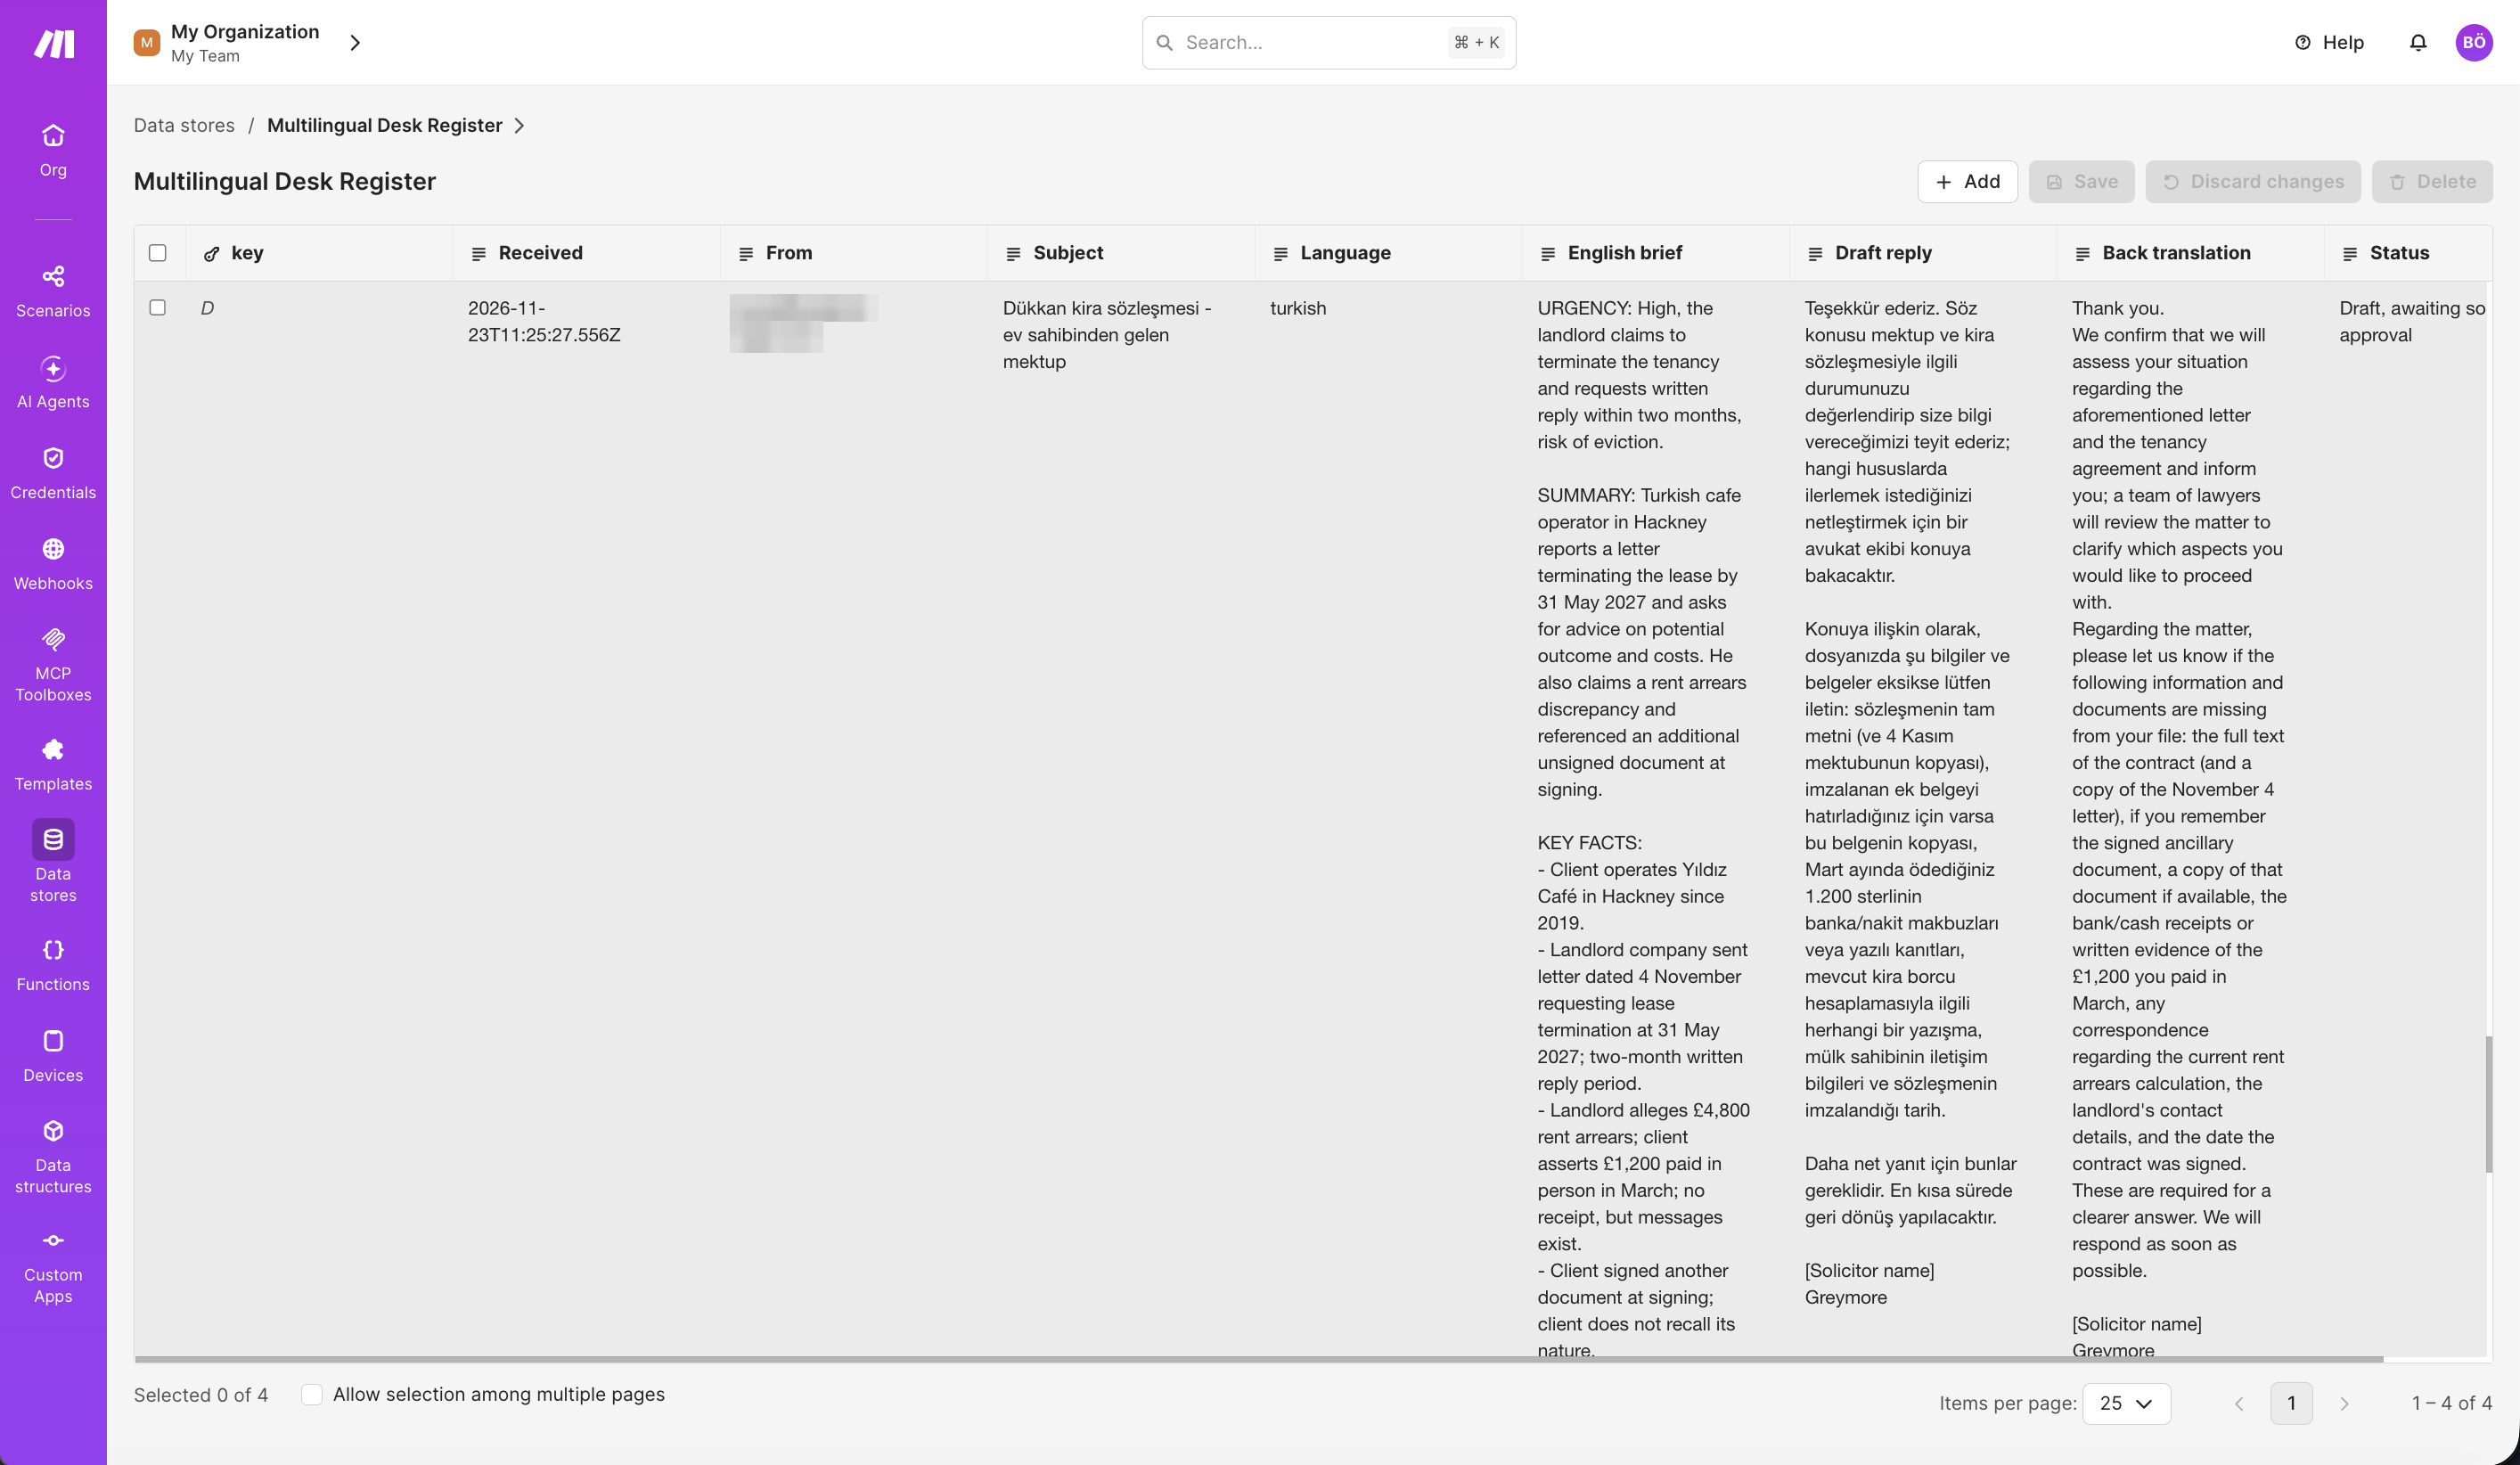 M
My Organization
My Team
Search...
⌘ + K
Help
BÖ
Org
Scenarios
AI Agents
Credentials
Webhooks
MCP
Toolboxes
Templates
Data
stores
Functions
Devices
Data
structures
Custom
Apps
Data stores / Multilingual Desk Register
Multilingual Desk Register
+ Add
Save
Discard changes
Delete
key
Received
From
Subject
Language
English brief
Draft reply
Back translation
Status
D
2026-11-
23T11:25:27.556Z
Dükkan kira sözleşmesi -
ev sahibinden gelen
mektup
turkish
URGENCY: High, the
landlord claims to
terminate the tenancy
and requests written
reply within two months,
risk of eviction.
SUMMARY: Turkish cafe
operator in Hackney
reports a letter
terminating the lease by
31 May 2027 and asks
for advice on potential
outcome and costs. He
also claims a rent arrears
discrepancy and
referenced an additional
unsigned document at
signing.
KEY FACTS:
- Client operates Yıldız
Café in Hackney since
2019.
- Landlord company sent
letter dated 4 November
requesting lease
termination at 31 May
2027; two-month written
reply period.
- Landlord alleges £4,800
rent arrears; client
asserts £1,200 paid in
person in March; no
receipt, but messages
exist.
- Client signed another
document at signing;
client does not recall its
nature.
Teşekkür ederiz. Söz
konusu mektup ve kira
sözleşmesiyle ilgili
durumunuzu
değerlendirip size bilgi
vereceğimizi teyit ederiz;
hangi hususlarda
ilerlemek istediğinizi
netleştirmek için bir
avukat ekibi konuya
bakacaktır.
Konuya ilişkin olarak,
dosyanızda şu bilgiler ve
belgeler eksikse lütfen
iletin: sözleşmenin tam
metni (ve 4 Kasım
mektubunun kopyası),
imzalanan ek belgeyi
hatırladığınız için varsa
bu belgenin kopyası,
Mart ayında ödediğiniz
1.200 sterlinin
banka/nakit makbuzları
veya yazılı kanıtları,
mevcut kira borcu
hesaplamasıyla ilgili
herhangi bir yazışma,
mülk sahibinin iletişim
bilgileri ve sözleşmenin
imzalandığı tarih.
Daha net yanıt için bunlar
gereklidir. En kısa sürede
geri dönüş yapılacaktır.
[Solicitor name]
Greymore
Thank you.
We confirm that we will
assess your situation
regarding the
aforementioned letter
and the tenancy
agreement and inform
you; a team of lawyers
will review the matter to
clarify which aspects you
would like to proceed
with.
Regarding the matter,
please let us know if the
following information and
documents are missing
from your file: the full text
of the contract (and a
copy of the November 4
letter), if you remember
the signed ancillary
document, a copy of that
document if available, the
bank/cash receipts or
written evidence of the
£1,200 you paid in
March, any
correspondence
regarding the current rent
arrears calculation, the
landlord's contact
details, and the date the
contract was signed.
These are required for a
clearer answer. We will
respond as soon as
possible.
[Solicitor name]
Greymore
Draft, awaiting so
approval
Selected 0 of 4
Allow selection among multiple pages
Items per page: 25
1
1 – 4 of 4